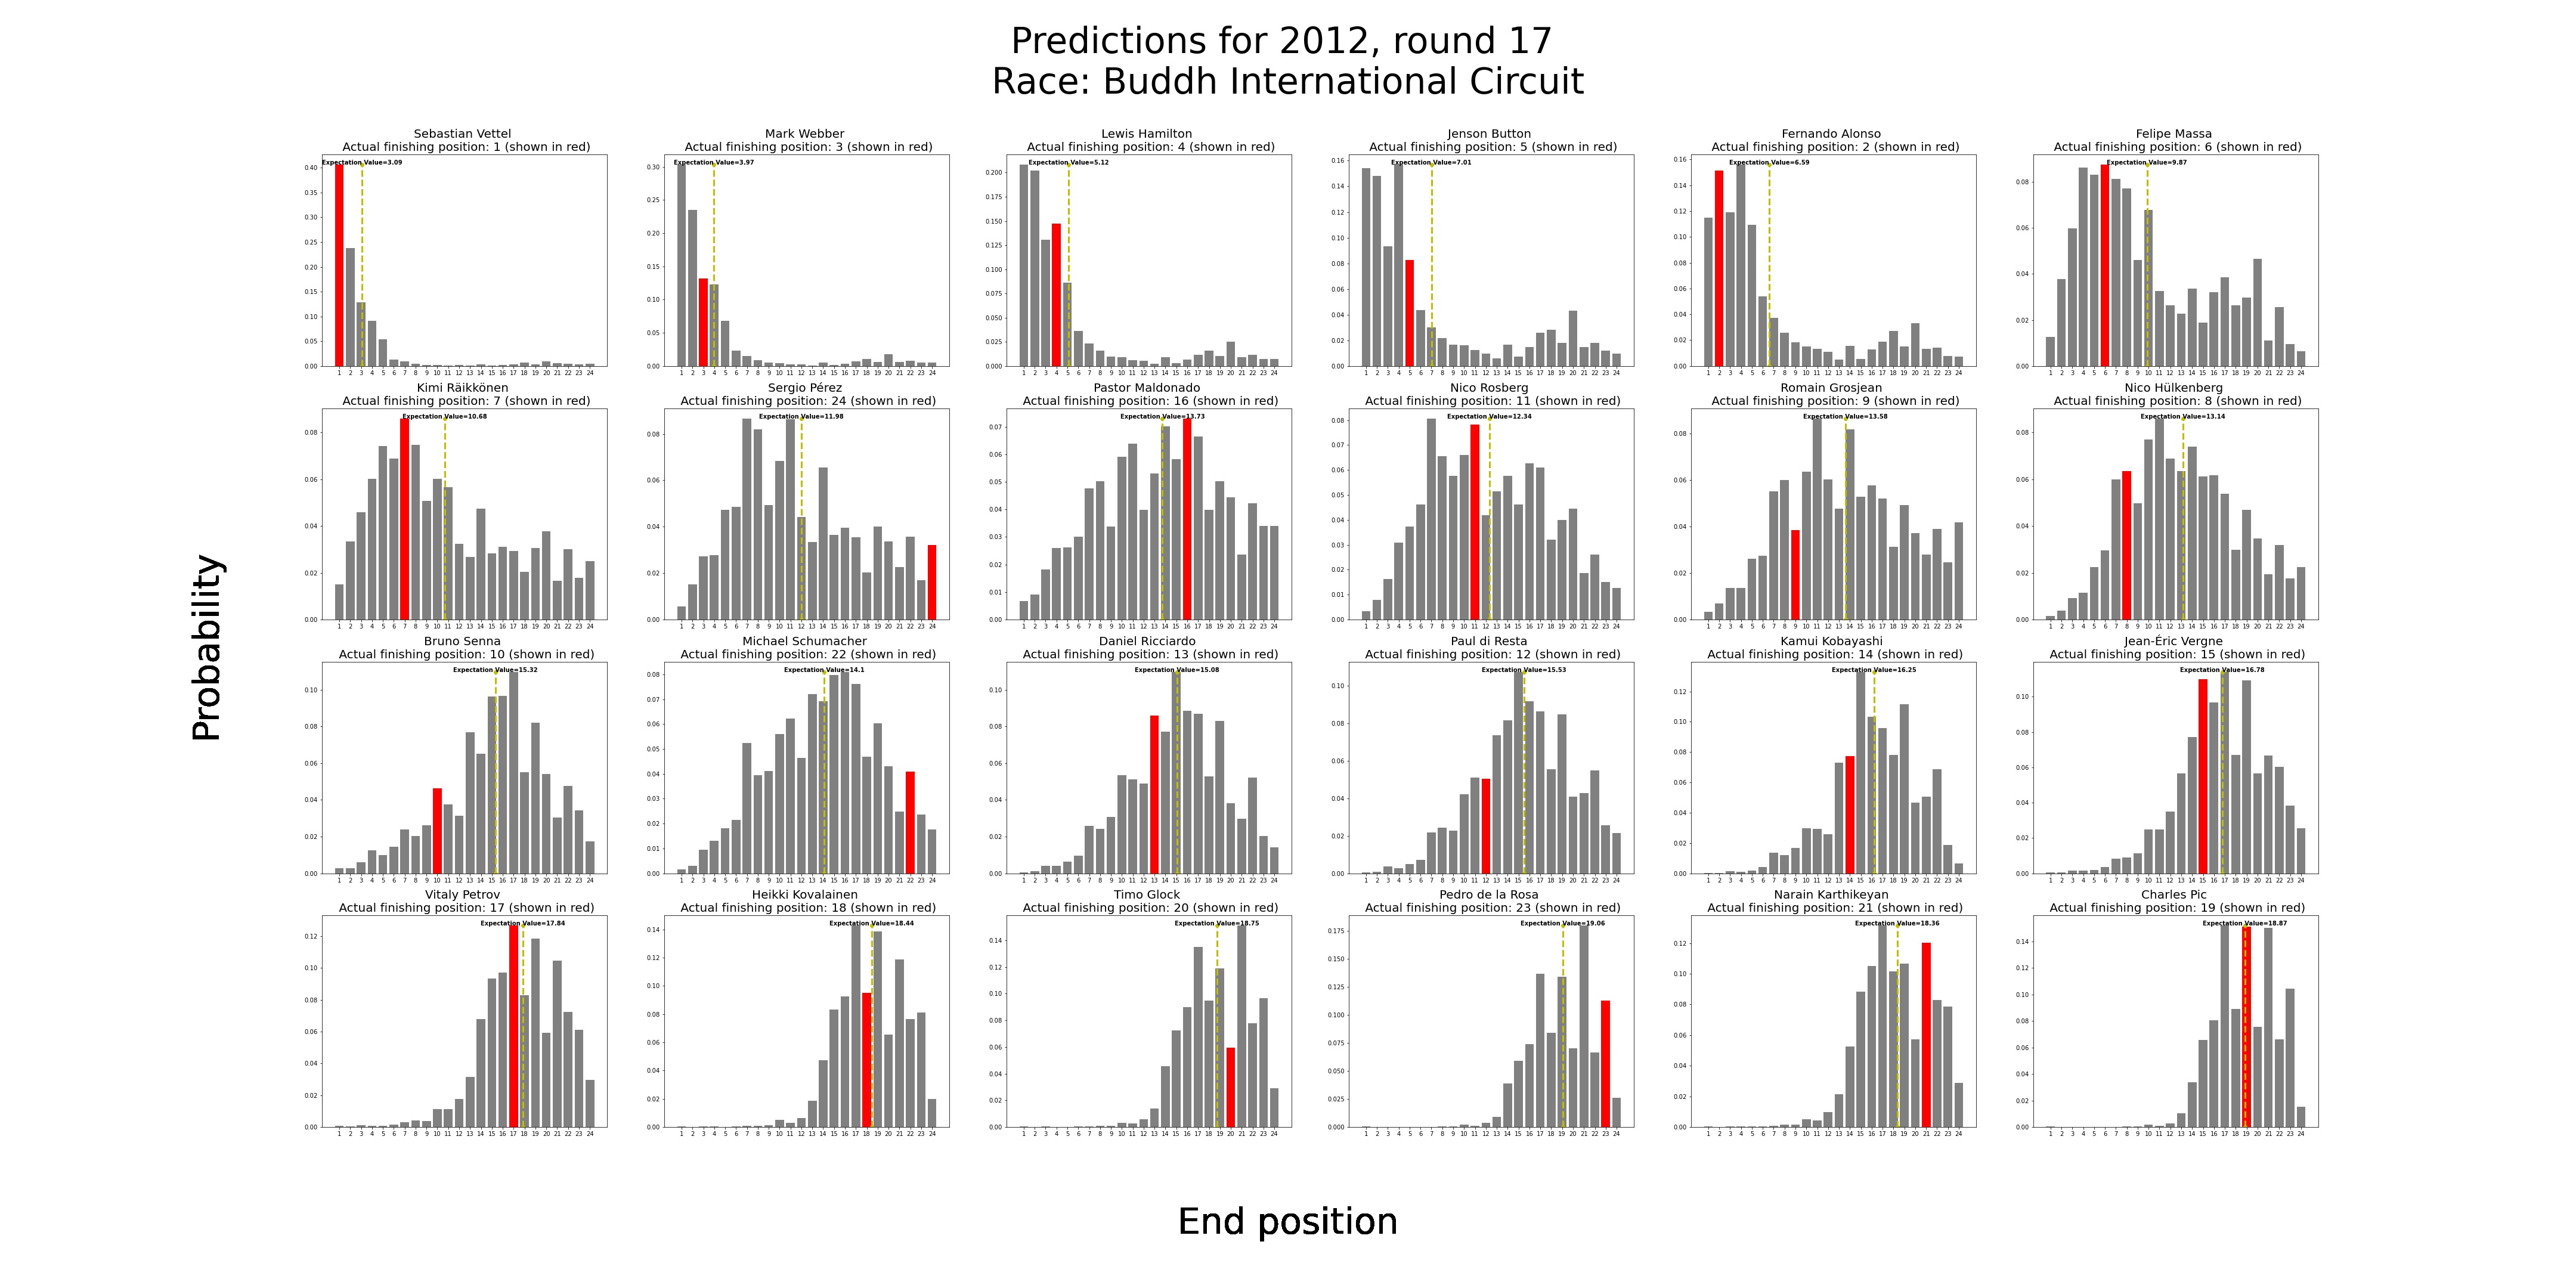 Predictions for 2012, round 17
Race: Buddh International Circuit
Sebastian Vettel
Actual finishing position: 1 (shown in red)
Expectation Value=3.09
Mark Webber
Actual finishing position: 3 (shown in red)
Expectation Value=3.97
Lewis Hamilton
Actual finishing position: 4 (shown in red)
Expectation Value=5.12
Jenson Button
Actual finishing position: 5 (shown in red)
Expectation Value=7.01
Fernando Alonso
Actual finishing position: 2 (shown in red)
Expectation Value=6.59
Felipe Massa
Actual finishing position: 6 (shown in red)
Expectation Value=9.87
Kimi Räikkönen
Actual finishing position: 7 (shown in red)
Expectation Value=10.68
Sergio Pérez
Actual finishing position: 24 (shown in red)
Expectation Value=11.98
Pastor Maldonado
Actual finishing position: 16 (shown in red)
Expectation Value=13.73
Nico Rosberg
Actual finishing position: 11 (shown in red)
Expectation Value=12.34
Romain Grosjean
Actual finishing position: 9 (shown in red)
Expectation Value=13.58
Nico Hülkenberg
Actual finishing position: 8 (shown in red)
Expectation Value=13.14
Bruno Senna
Actual finishing position: 10 (shown in red)
Expectation Value=15.32
Michael Schumacher
Actual finishing position: 22 (shown in red)
Expectation Value=14.1
Daniel Ricciardo
Actual finishing position: 13 (shown in red)
Expectation Value=15.08
Paul di Resta
Actual finishing position: 12 (shown in red)
Expectation Value=15.53
Kamui Kobayashi
Actual finishing position: 14 (shown in red)
Expectation Value=16.25
Jean-Éric Vergne
Actual finishing position: 15 (shown in red)
Expectation Value=16.78
Vitaly Petrov
Actual finishing position: 17 (shown in red)
Expectation Value=17.84
Heikki Kovalainen
Actual finishing position: 18 (shown in red)
Expectation Value=18.44
Timo Glock
Actual finishing position: 20 (shown in red)
Expectation Value=18.75
Pedro de la Rosa
Actual finishing position: 23 (shown in red)
Expectation Value=19.06
Narain Karthikeyan
Actual finishing position: 21 (shown in red)
Expectation Value=18.36
Charles Pic
Actual finishing position: 19 (shown in red)
Expectation Value=18.87
Probability
End position